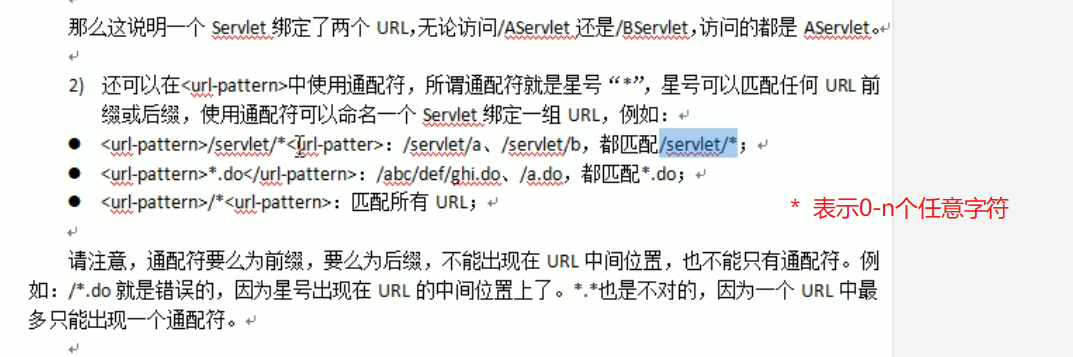 那么这说明一个 Servlet 绑定了两个 URL,无论访问/AServlet 还是/BServlet,访问的都是 AServlet。
2) 还可以在<url-pattern>中使用通配符，所谓通配符就是星号“*”，星号可以匹配任何 URL 前
缀或后缀，使用通配符可以命名一个 Servlet 绑定一组 URL，例如：
● <url-pattern>/servlet/*<url-patter>：/servlet/a、/servlet/b，都匹配/servlet/*；
● <url-pattern>*.do</url-pattern>：/abc/def/ghi.do、/a.do，都匹配*.do；
● <url-pattern>/*<url-pattern>：匹配所有 URL；
* 表示0-n个任意字符
请注意，通配符要么为前缀，要么为后缀，不能出现在 URL 中间位置，也不能只有通配符。例
如：/*.do 就是错误的，因为星号出现在 URL 的中间位置上了。*.*也是不对的，因为一个 URL 中最
多只能出现一个通配符。